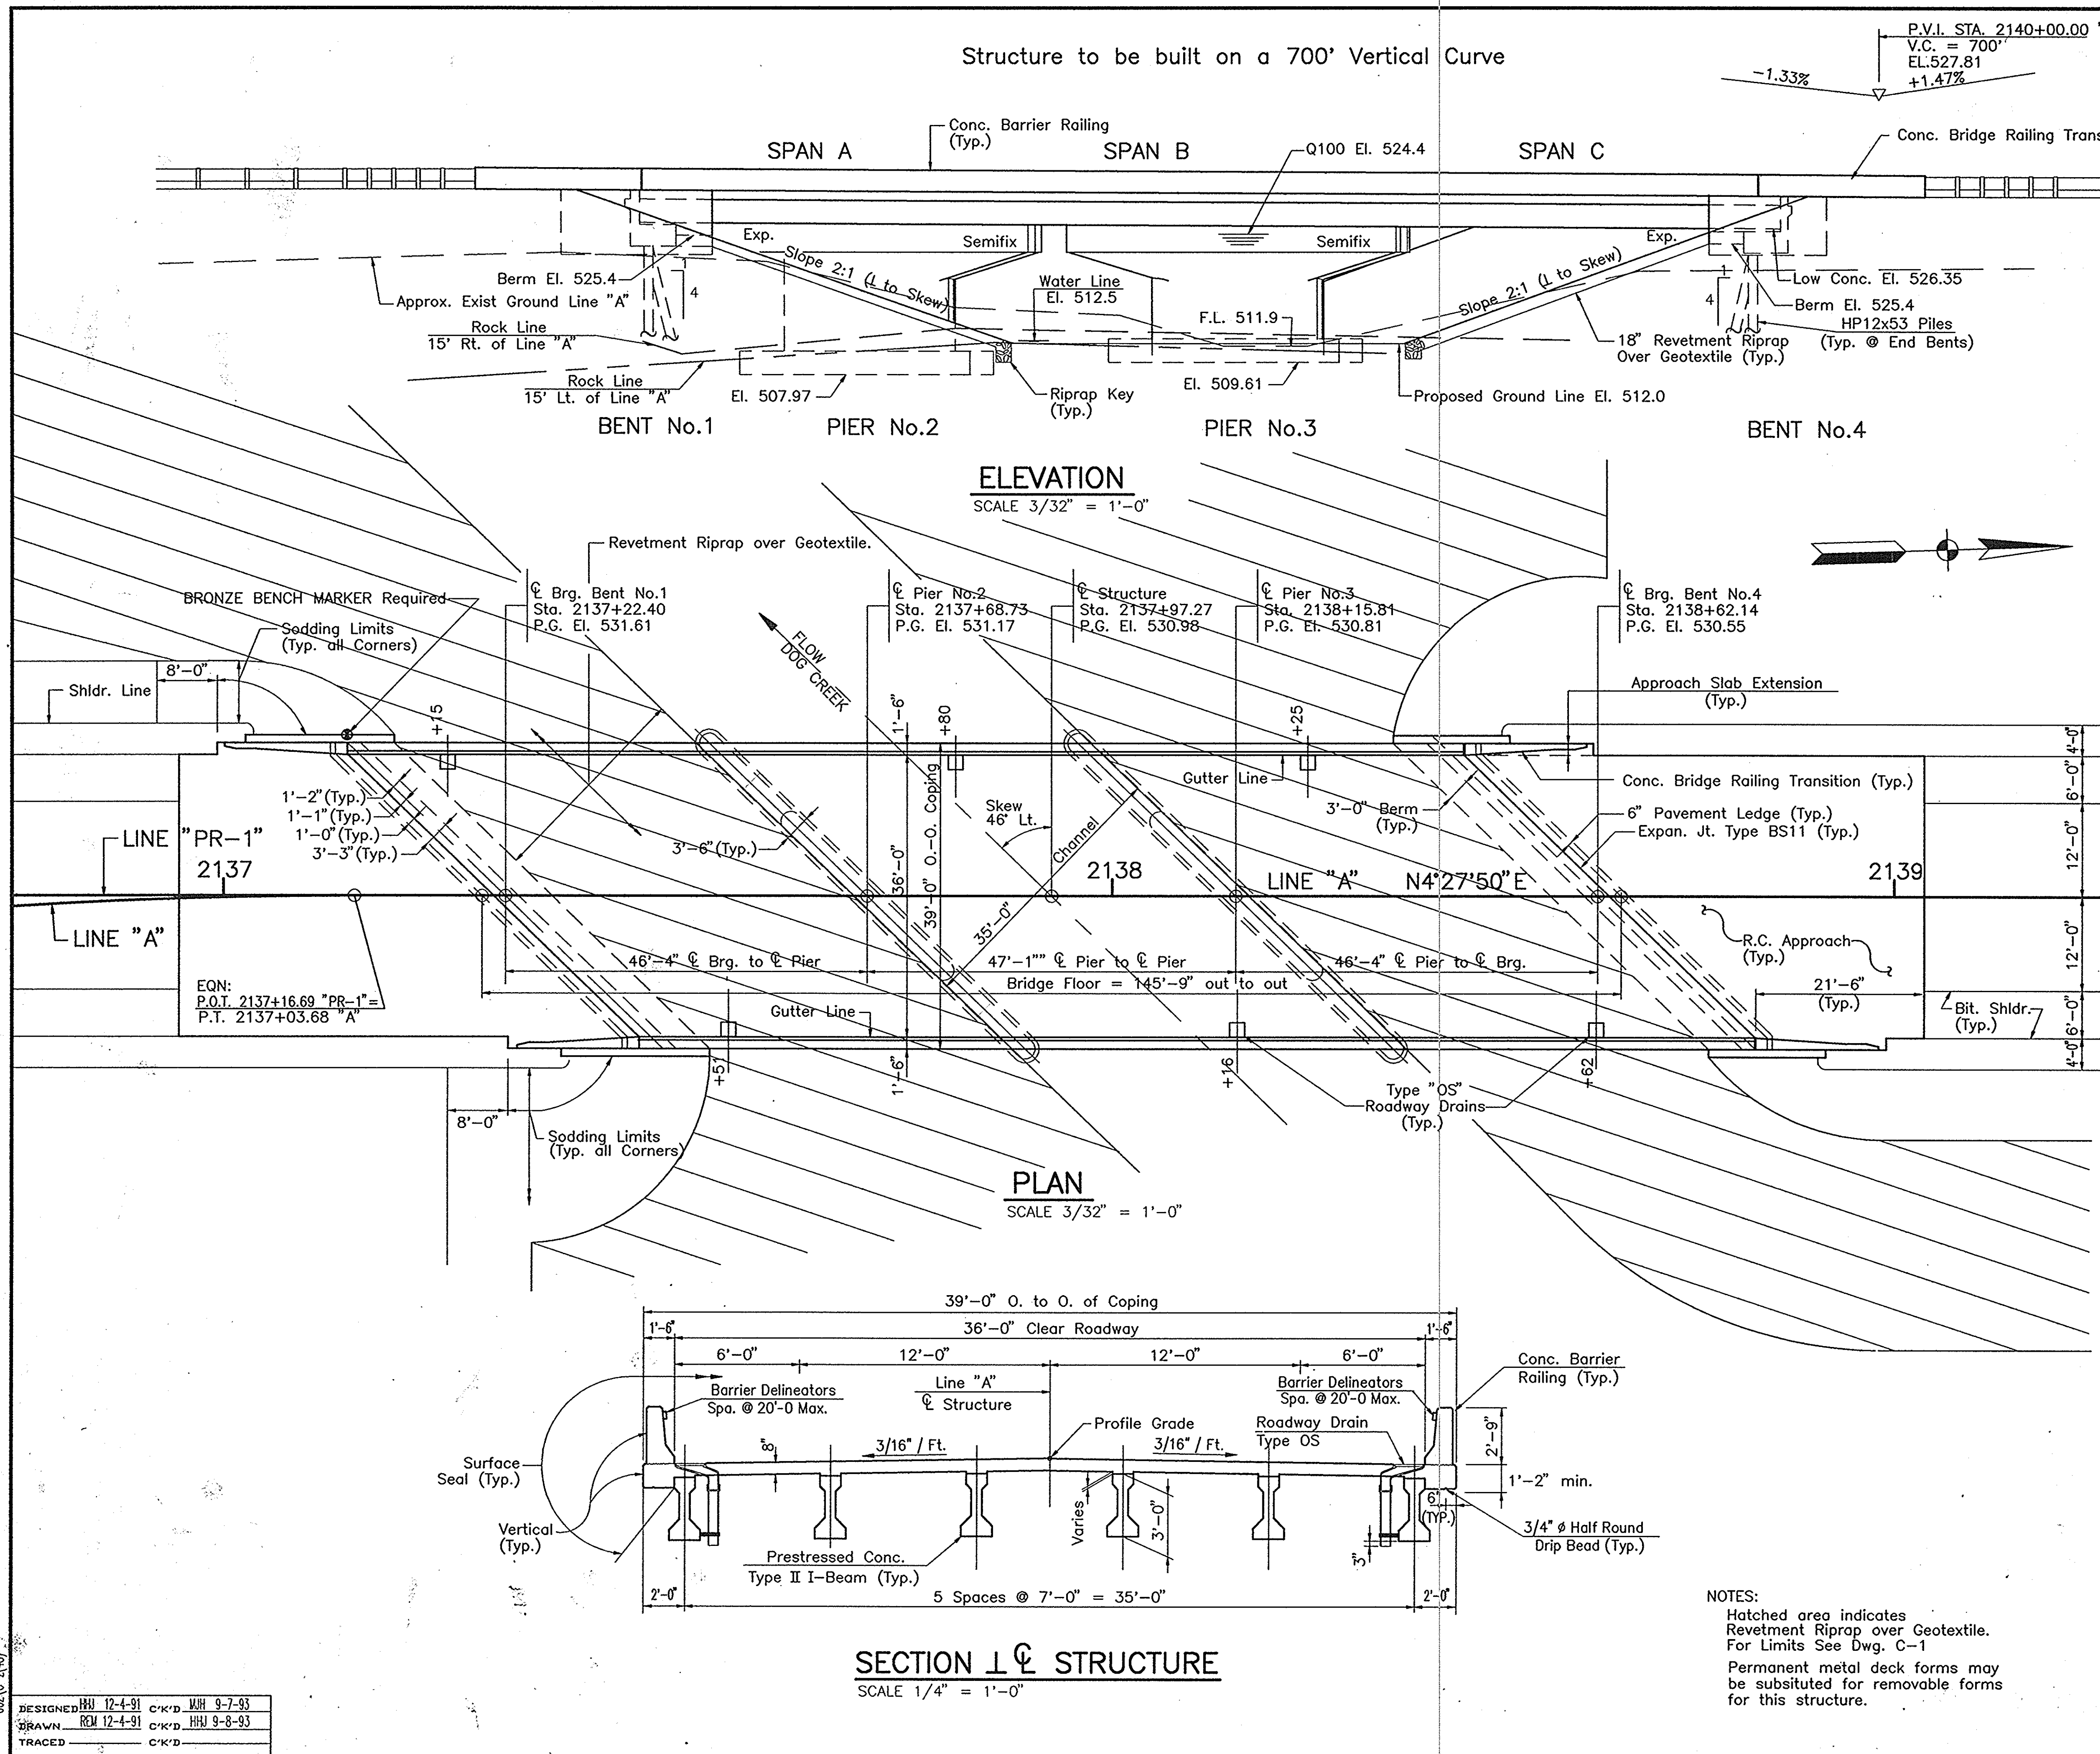 Structure to be built on a 700' Vertical Curve
P.V.I. STA. 2140+00.00
V.C. = 700'
EL.527.81
-1.33%
+1.47%
Conc. Barrier Railing
(Typ.)
SPAN A
SPAN B
SPAN C
Q100 El. 524.4
Conc. Bridge Railing Trans
Exp.
Semifix
Semifix
Exp.
Berm El. 525.4
Slope 2:1 (⊥ to Skew)
Slope 2:1 (⊥ to Skew)
Approx. Exist Ground Line "A"
1
4
Water Line
El. 512.5
1
4
Low Conc. El. 526.35
Berm El. 525.4
Rock Line
15' Rt. of Line "A"
F.L. 511.9
HP12x53 Piles
(Typ. @ End Bents)
18" Revetment Riprap
Over Geotextile (Typ.)
Rock Line
15' Lt. of Line "A"
El. 507.97
Riprap Key
(Typ.)
El. 509.61
Proposed Ground Line El. 512.0
BENT No.1
PIER No.2
PIER No.3
BENT No.4
ELEVATION
SCALE 3/32" = 1'-0"
Revetment Riprap over Geotextile.
BRONZE BENCH MARKER Required
Sodding Limits
(Typ. all Corners)
℄ Brg. Bent No.1
Sta. 2137+22.40
P.G. El. 531.61
℄ Pier No.2
Sta. 2137+68.73
P.G. El. 531.17
℄ Structure
Sta. 2137+97.27
P.G. El. 530.98
℄ Pier No.3
Sta. 2138+15.81
P.G. El. 530.81
℄ Brg. Bent No.4
Sta. 2138+62.14
P.G. El. 530.55
FLOW
DOG CREEK
8'-0"
Shldr. Line
Approach Slab Extension
(Typ.)
+15
1'-6"
+80
+25
4'-0"
Gutter Line
Conc. Bridge Railing Transition (Typ.)
6'-0"
1'-2"(Typ.)
1'-1"(Typ.)
1'-0"(Typ.)
3'-3"(Typ.)
3'-6"(Typ.)
Skew
46° Lt.
3'-0" Berm
(Typ.)
6" Pavement Ledge (Typ.)
Expan. Jt. Type BS11 (Typ.)
LINE "PR-1"
2137
36'-0"
39'-0" O.-O. Coping
Channel
35'-0"
2138
LINE "A"
N4°27'50"E
2139
12'-0"
LINE "A"
R.C. Approach
(Typ.)
12'-0"
46'-4" ℄ Brg. to ℄ Pier
47'-1"" ℄ Pier to ℄ Pier
46'-4" ℄ Pier to ℄ Brg.
Bridge Floor = 145'-9" out to out
EQN:
P.O.T. 2137+16.69 "PR-1"=
P.T. 2137+03.68 "A"
21'-6"
(Typ.)
Gutter Line
Bit. Shldr.
(Typ.)
6'-0"
4'-0"
+51
1'-6"
+16
+62
Type "OS"
Roadway Drains
(Typ.)
8'-0"
Sodding Limits
(Typ. all Corners)
PLAN
SCALE 3/32" = 1'-0"
39'-0" O. to O. of Coping
1'-6"
36'-0" Clear Roadway
1'-6"
6'-0"
12'-0"
12'-0"
6'-0"
Conc. Barrier
Railing (Typ.)
Barrier Delineators
Spa. @ 20'-0 Max.
Line "A"
℄ Structure
Barrier Delineators
Spa. @ 20'-0 Max.
Profile Grade
Roadway Drain
Type OS
Surface
Seal (Typ.)
8"
3/16" / Ft.
3/16" / Ft.
2'-9"
1'-2" min.
6"
(TYP.)
Vertical
(Typ.)
Varies
3'-0"
3"
3/4" ø Half Round
Drip Bead (Typ.)
Prestressed Conc.
Type II I-Beam (Typ.)
2'-0"
5 Spaces @ 7'-0" = 35'-0"
2'-0"
SECTION ⊥ ℄ STRUCTURE
SCALE 1/4" = 1'-0"
NOTES:
Hatched area indicates
Revetment Riprap over Geotextile.
For Limits See Dwg. C-1
Permanent metal deck forms may
be subsituted for removable forms
for this structure.
DESIGNED HHJ 12-4-91 C'K'D WJH 9-7-93
DRAWN REM 12-4-91 C'K'D HHJ 9-8-93
TRACED C'K'D